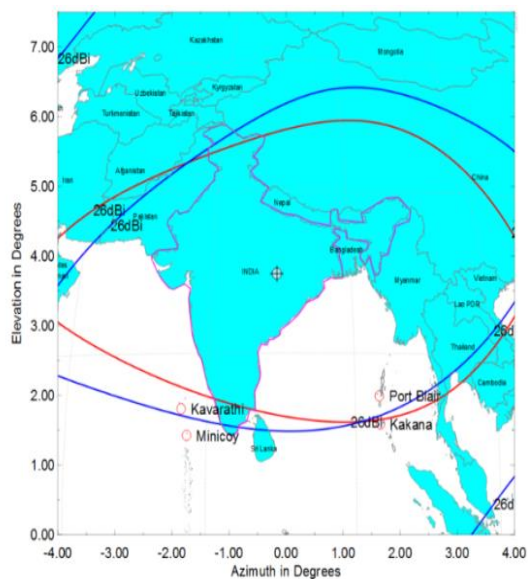 7.50
6.00
5.00
4.00
3.00
2.00
1.00
0.00
Elevation in Degrees
-4.00
-3.00
-2.00
-1.00
0.00
1.00
2.00
3.00
4.00
Azimuth in Degrees
Kazakhstan
Mongolia
26dBi
Uzbekistan
Kyrgyzstan
Turkmenistan
Tajikistan
Afganistan
China
Iran
26dBi
Pakistan
26dBi
Nepal
Bangladesh
INDIA
Myanmar
Vietnam
Lao PDR
26d
Thailand
Cambodia
Port Blair
Kavarathi
26dBi
Kakana
Minicoy
Sri Lanka
26d